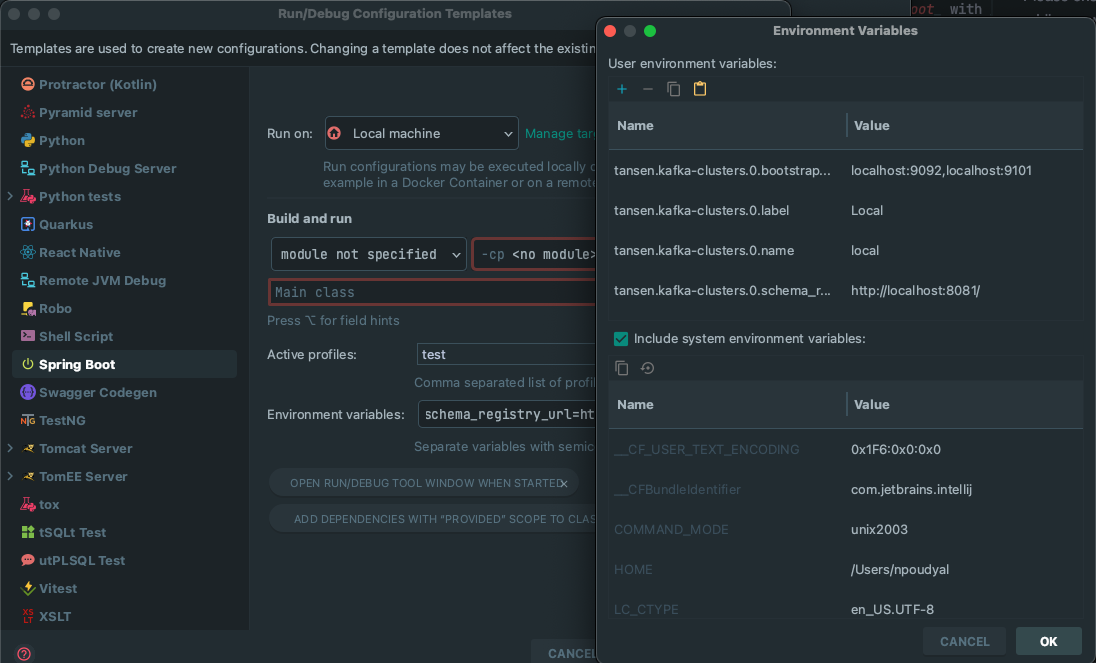 Run/Debug Configuration Templates
Templates are used to create new configurations. Changing a template does not affect the existin
Protractor (Kotlin)
Pyramid server
Python
Python Debug Server
Python tests
Quarkus
React Native
Remote JVM Debug
Robo
Shell Script
Spring Boot
Swagger Codegen
TestNG
Tomcat Server
TomEE Server
tox
tSQLt Test
utPLSQL Test
Vitest
XSLT
Run on:
Local machine
Manage tar
Run configurations may be executed locally o
example in a Docker Container or on a remote
Build and run
module not specified
-cp <no module>
Main class
Press ⌥ for field hints
Active profiles:
test
Comma separated list of profil
Environment variables:
schema_registry_url=ht
Separate variables with semic
OPEN RUN/DEBUG TOOL WINDOW WHEN STARTED
ADD DEPENDENCIES WITH “PROVIDED” SCOPE TO CLAS
CANCEL
oot_ with
Environment Variables
User environment variables:
Name Value
tansen.kafka-clusters.0.bootstrap... localhost:9092,localhost:9101
tansen.kafka-clusters.0.label Local
tansen.kafka-clusters.0.name local
tansen.kafka-clusters.0.schema_r... http://localhost:8081/
Include system environment variables:
Name Value
__CF_USER_TEXT_ENCODING 0x1F6:0x0:0x0
__CFBundleIdentifier com.jetbrains.intellij
COMMAND_MODE unix2003
HOME /Users/npoudyal
LC_CTYPE en_US.UTF-8
CANCEL
OK